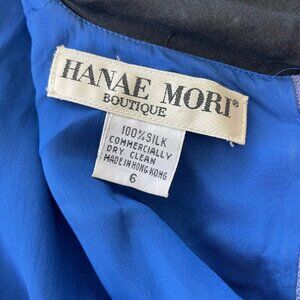 HANAE MORI®
BOUTIQUE
100% SILK
COMMERCIALLY
DRY CLEAN
MADE IN HONG KONG
6